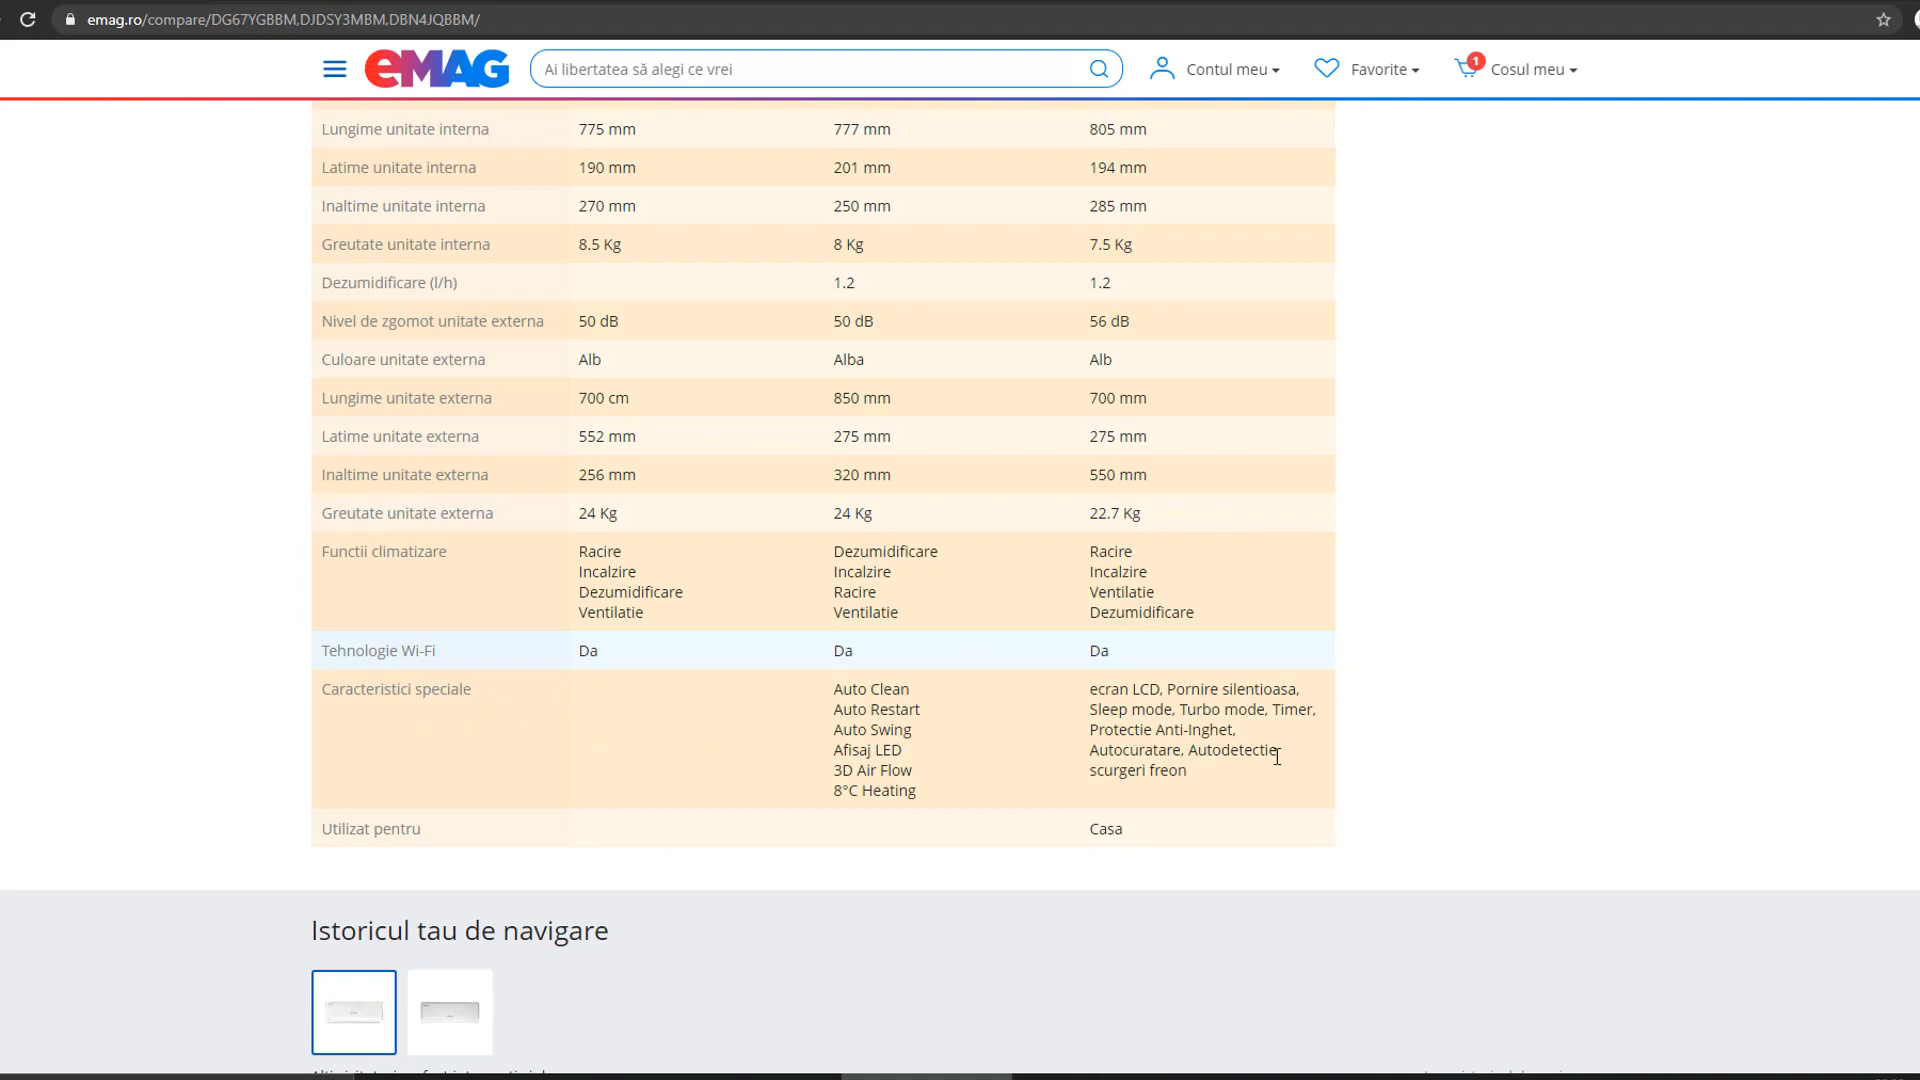 emag.ro/compare/DG67YGBBM,DJDSY3MBM,DBN4JQBBM/
eMAG
Ai libertatea să alegi ce vrei
Contul meu
Favorite
1
Cosul meu
Lungime unitate interna 775 mm 777 mm 805 mm
Latime unitate interna 190 mm 201 mm 194 mm
Inaltime unitate interna 270 mm 250 mm 285 mm
Greutate unitate interna 8.5 Kg 8 Kg 7.5 Kg
Dezumidificare (l/h) 1.2 1.2
Nivel de zgomot unitate externa 50 dB 50 dB 56 dB
Culoare unitate externa Alb Alba Alb
Lungime unitate externa 700 cm 850 mm 700 mm
Latime unitate externa 552 mm 275 mm 275 mm
Inaltime unitate externa 256 mm 320 mm 550 mm
Greutate unitate externa 24 Kg 24 Kg 22.7 Kg
Functii climatizare Racire Dezumidificare Racire
Incalzire Incalzire Incalzire
Dezumidificare Racire Ventilatie
Ventilatie Ventilatie Dezumidificare
Tehnologie Wi-Fi Da Da Da
Caracteristici speciale Auto Clean ecran LCD, Pornire silentioasa,
Auto Restart Sleep mode, Turbo mode, Timer,
Auto Swing Protectie Anti-Inghet,
Afisaj LED Autocuratare, Autodetectie
3D Air Flow scurgeri freon
8°C Heating
Utilizat pentru Casa
Istoricul tau de navigare